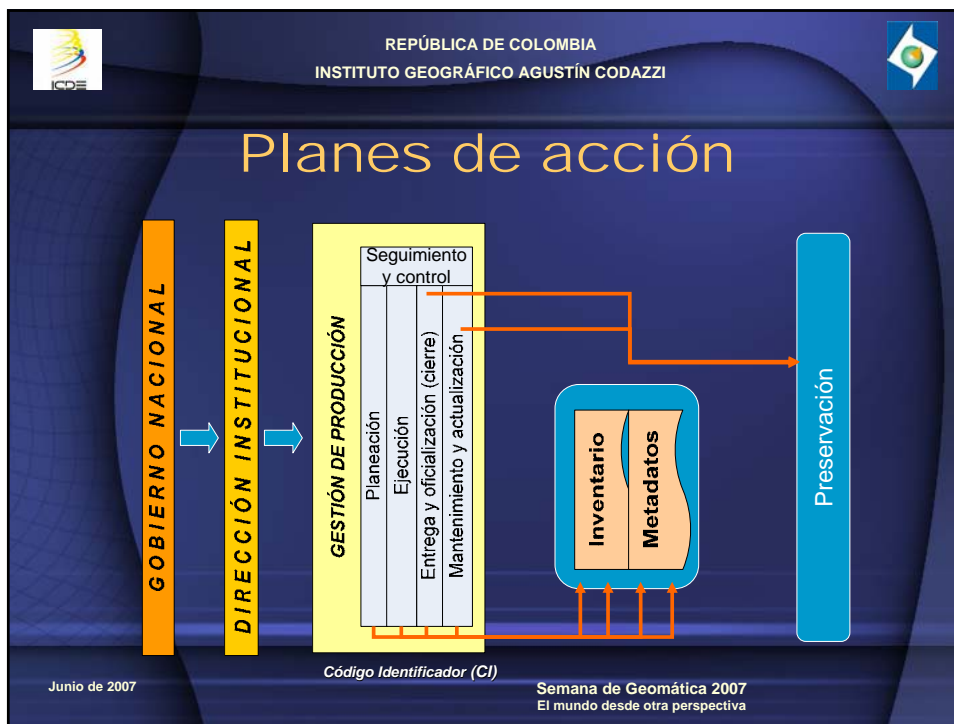 REPÚBLICA DE COLOMBIA
INSTITUTO GEOGRÁFICO AGUSTÍN CODAZZI
ICDE
Planes de acción
GOBIERNO NACIONAL
DIRECCIÓN INSTITUCIONAL
GESTIÓN DE PRODUCCIÓN
Seguimiento
y control
Planeación
Ejecución
Entrega y oficialización (cierre)
Mantenimiento y actualización
Inventario
Metadatos
Preservación
Código Identificador (CI)
Junio de 2007
Semana de Geomática 2007
El mundo desde otra perspectiva